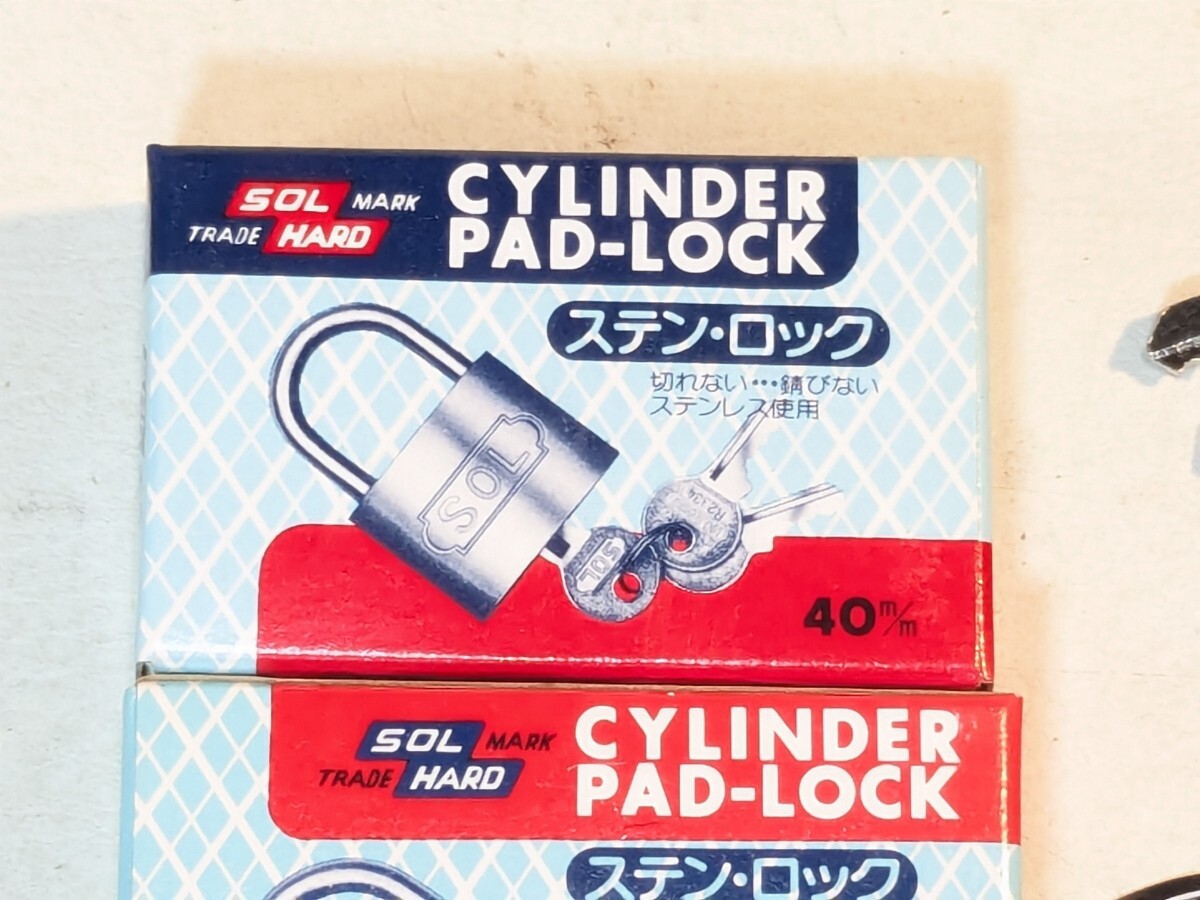 SOL MARK
TRADE HARD
CYLINDER
PAD-LOCK
ステン・ロック
切れない…錆びない
ステンレス使用
SOL
R2134
SOL
40m/m
SOL MARK
TRADE HARD
CYLINDER
PAD-LOCK
ステン・ロック